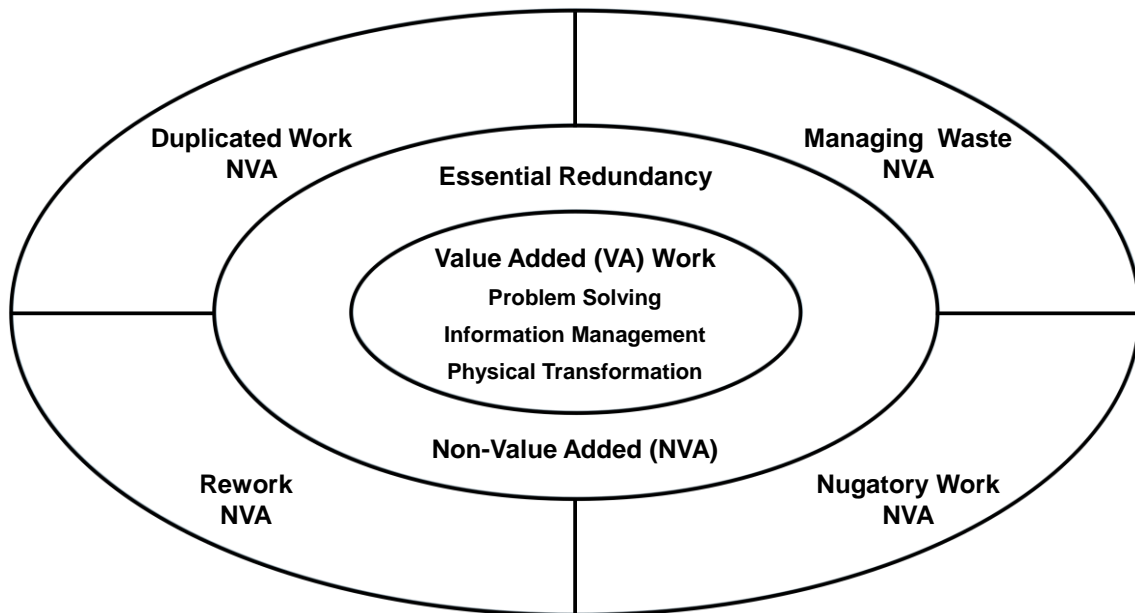 Duplicated Work
NVA
Managing Waste
NVA
Essential Redundancy
Value Added (VA) Work
Problem Solving
Information Management
Physical Transformation
Non-Value Added (NVA)
Rework
NVA
Nugatory Work
NVA